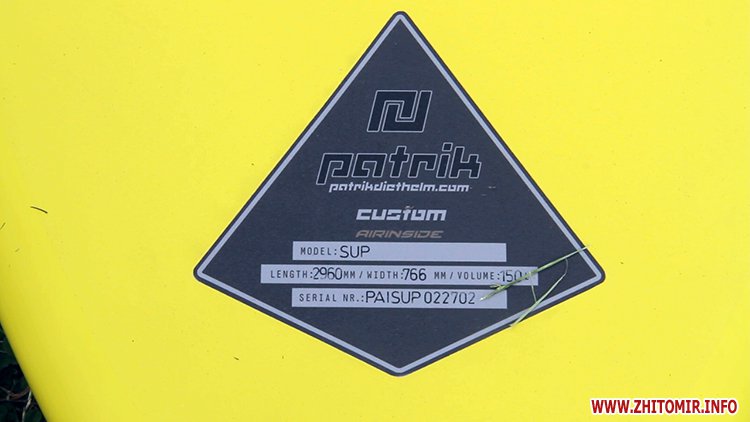 patrik
patrikdiethelm.com
custom
AIRINSIDE
MODEL: SUP
LENGTH: 2960 MM / WIDTH: 766 MM / VOLUME: 150
SERIAL NR.: PAISUP 022702
WWW.ZHITOMIR.INFO